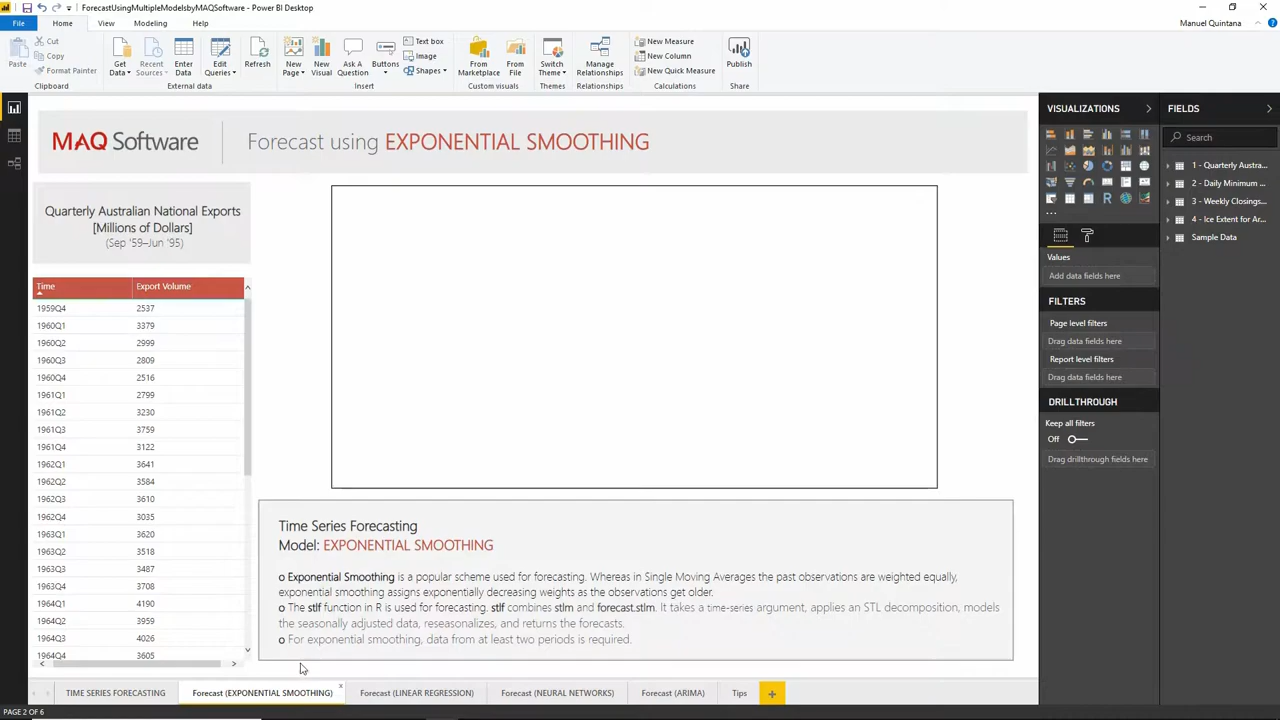 ForecastUsingMultipleModelsbyMAQSoftware - Power BI Desktop
File
Home
View
Modeling
Help
Manuel Quintana
Paste
Cut
Copy
Format Painter
Get Data
Recent Sources
Enter Data
Edit Queries
Refresh
New Page
New Visual
Ask A Question
Buttons
Text box
Image
Shapes
From Marketplace
From File
Switch Theme
Manage Relationships
New Measure
New Column
New Quick Measure
Publish
Clipboard
External data
Insert
Custom visuals
Themes
Relationships
Calculations
Share
MAQ Software
Forecast using EXPONENTIAL SMOOTHING
Quarterly Australian National Exports
[Millions of Dollars]
(Sep '59–Jun '95)
Time Export Volume
1959Q4 2537
1960Q1 3379
1960Q2 2999
1960Q3 2809
1960Q4 2516
1961Q1 2799
1961Q2 3230
1961Q3 3759
1961Q4 3122
1962Q1 3641
1962Q2 3584
1962Q3 3610
1962Q4 3035
1963Q1 3620
1963Q2 3518
1963Q3 3487
1963Q4 3708
1964Q1 4190
1964Q2 3959
1964Q3 4026
1964Q4 3605
Time Series Forecasting
Model: EXPONENTIAL SMOOTHING
o Exponential Smoothing is a popular scheme used for forecasting. Whereas in Single Moving Averages the past observations are weighted equally,
exponential smoothing assigns exponentially decreasing weights as the observations get older.
o The stlf function in R is used for forecasting. stlf combines stlm and forecast.stlm. It takes a time-series argument, applies an STL decomposition, models
the seasonally adjusted data, reseasonalizes, and returns the forecasts.
o For exponential smoothing, data from at least two periods is required.
VISUALIZATIONS
R
...
Values
Add data fields here
FILTERS
Page level filters
Drag data fields here
Report level filters
Drag data fields here
DRILLTHROUGH
Keep all filters
Off
Drag drillthrough fields here
FIELDS
Search
1 - Quarterly Austra...
2 - Daily Minimum ...
3 - Weekly Closings...
4 - Ice Extent for Ar...
Sample Data
TIME SERIES FORECASTING
Forecast (EXPONENTIAL SMOOTHING)
Forecast (LINEAR REGRESSION)
Forecast (NEURAL NETWORKS)
Forecast (ARIMA)
Tips
PAGE 2 OF 6